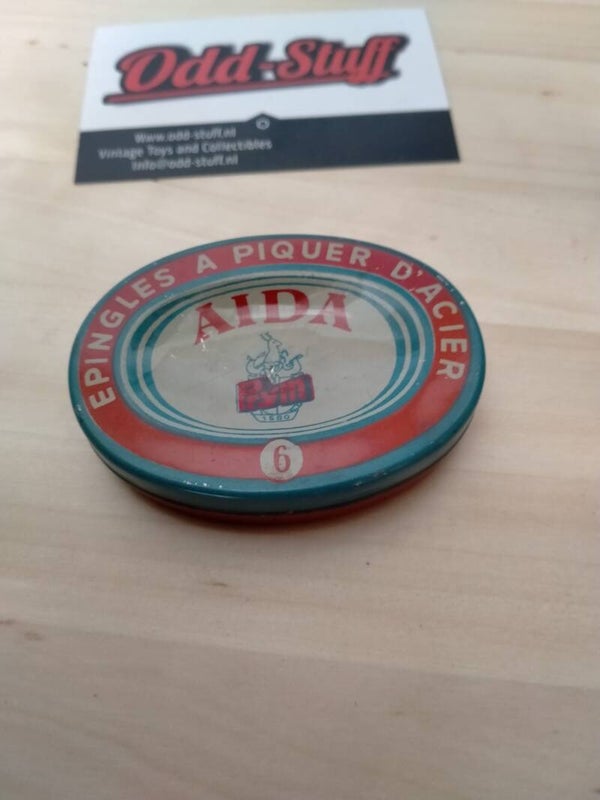 Odd-Stuff
www.odd-stuff.nl
Vintage Toys and Collectibles
Info@odd-stuff.nl
EPINGLES A PIQUER D'ACIER
AIDA
Prym
6